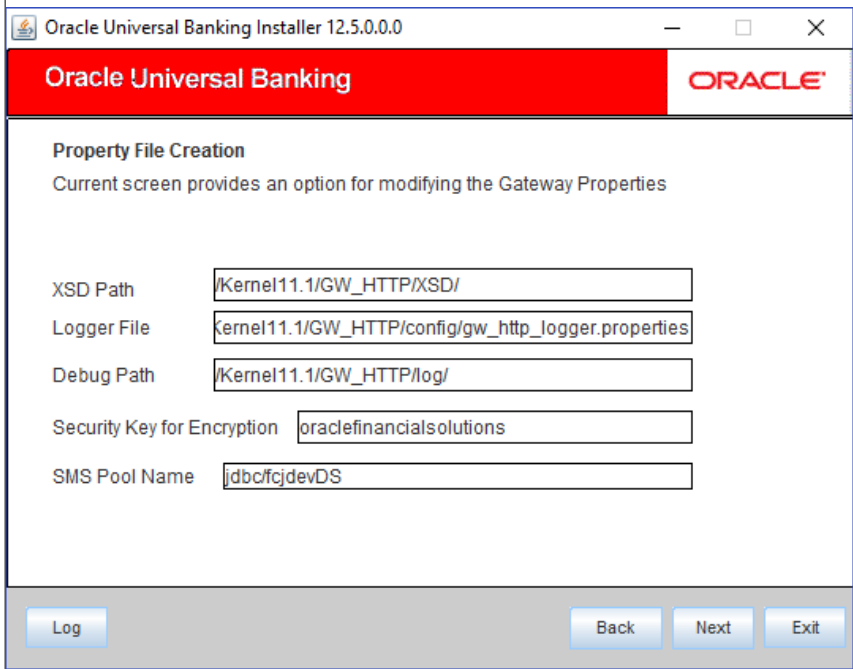 Oracle Universal Banking Installer 12.5.0.0.0
Oracle Universal Banking
ORACLE
Property File Creation
Current screen provides an option for modifying the Gateway Properties
XSD Path /Kernel11.1/GW_HTTP/XSD/
Logger File Kernel11.1/GW_HTTP/config/gw_http_logger.properties
Debug Path /Kernel11.1/GW_HTTP/log/
Security Key for Encryption oraclefinancialsolutions
SMS Pool Name jdbc/fcjdevDS
Log Back Next Exit